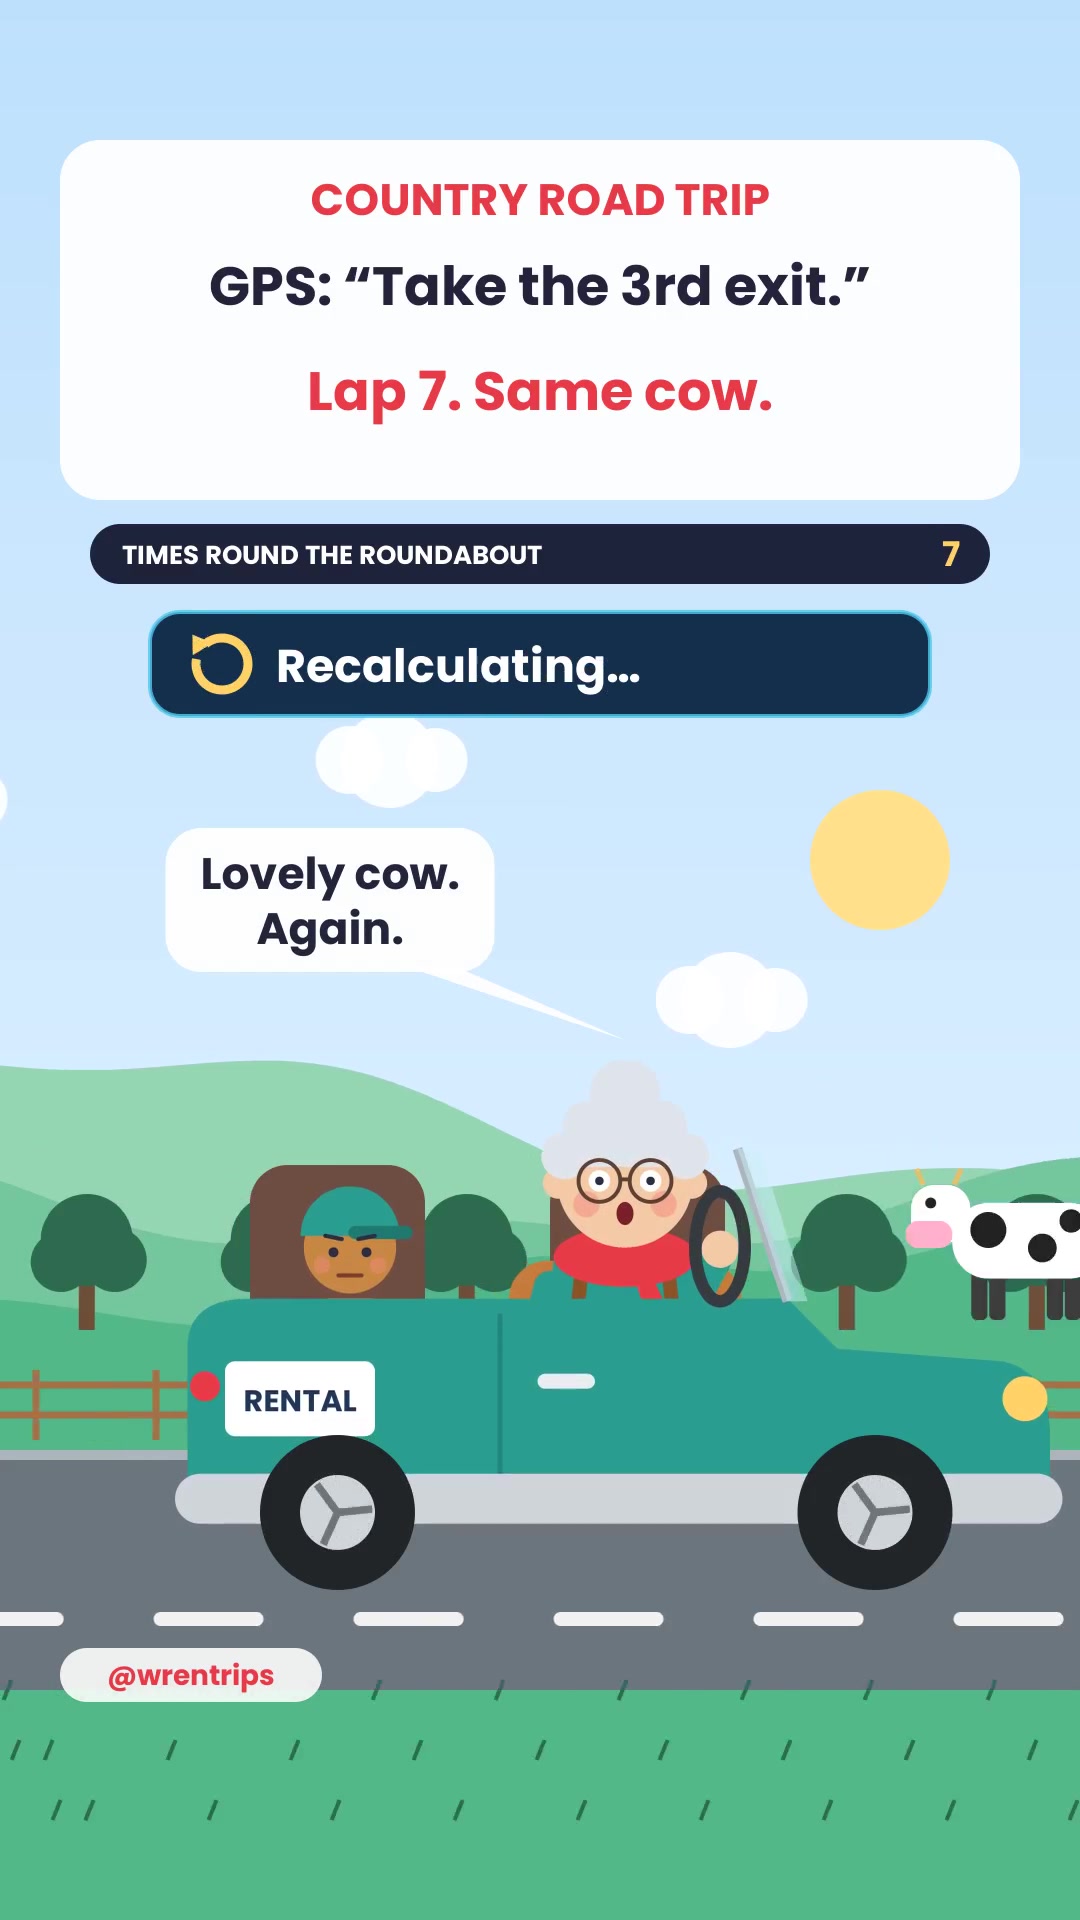 COUNTRY ROAD TRIP
GPS: “Take the 3rd exit.”
Lap 7. Same cow.
TIMES ROUND THE ROUNDABOUT 7
Recalculating...
Lovely cow.
Again.
RENTAL
@wrentrips